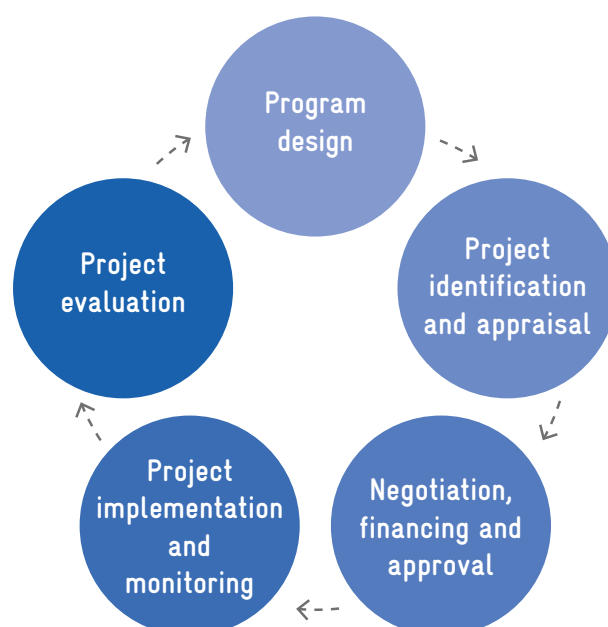 Program
design
Project
identification
and appraisal
Negotiation,
financing and
approval
Project
implementation
and
monitoring
Project
evaluation